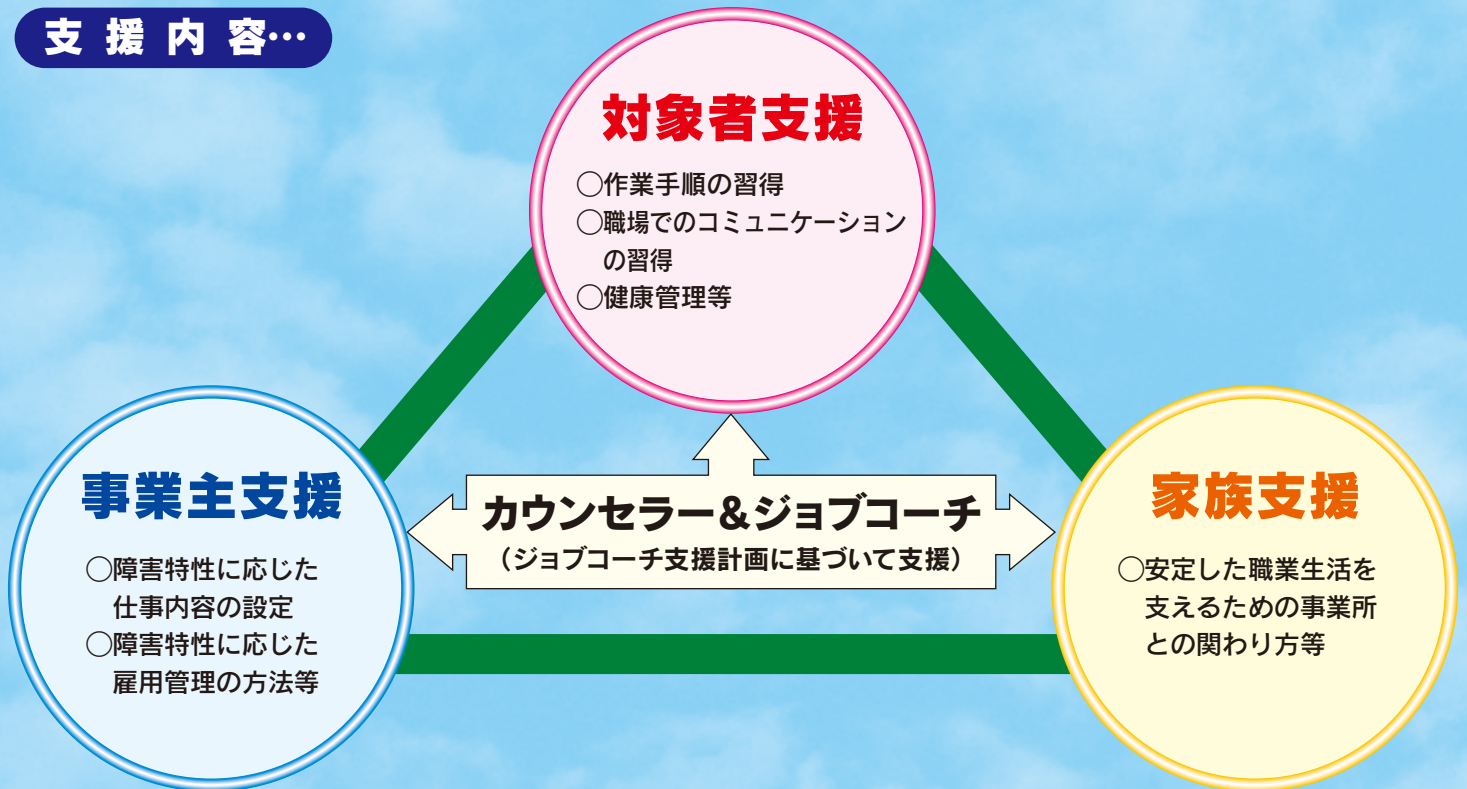 支援内容…
対象者支援
○作業手順の習得
○職場でのコミュニケーション
の習得
○健康管理等
事業主支援
○障害特性に応じた
仕事内容の設定
○障害特性に応じた
雇用管理の方法等
カウンセラー&ジョブコーチ
(ジョブコーチ支援計画に基づいて支援)
家族支援
○安定した職業生活を
支えるための事業所
との関わり方等